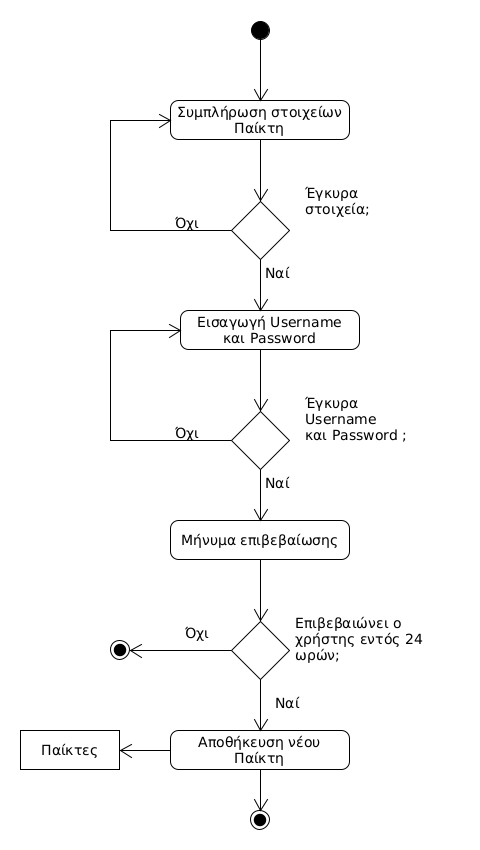 Συμπλήρωση στοιχείων
Παίκτη
Έγκυρα
στοιχεία;
Όχι
Ναί
Εισαγωγή Username
και Password
Έγκυρα
Username
και Password ;
Όχι
Ναί
Μήνυμα επιβεβαίωσης
Επιβεβαιώνει ο
χρήστης εντός 24
ωρών;
Όχι
Ναί
Αποθήκευση νέου
Παίκτη
Παίκτες